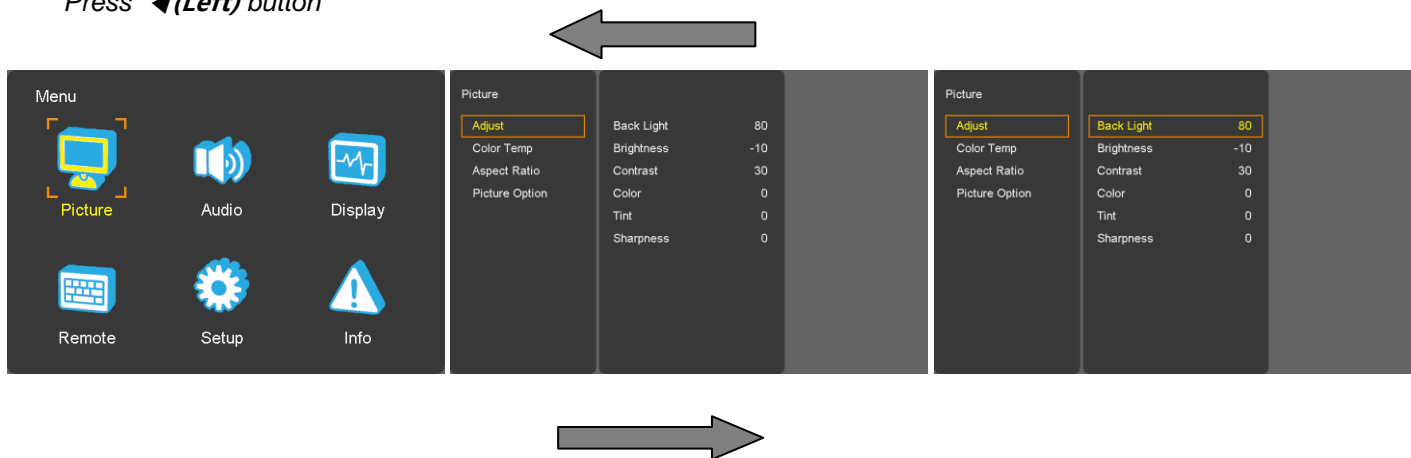 Press ◀(Left) button
Menu
Picture
Audio
Display
Remote
Setup
Info
Picture
Adjust
Color Temp
Aspect Ratio
Picture Option
Back Light 80
Brightness -10
Contrast 30
Color 0
Tint 0
Sharpness 0
Picture
Adjust
Color Temp
Aspect Ratio
Picture Option
Back Light 80
Brightness -10
Contrast 30
Color 0
Tint 0
Sharpness 0